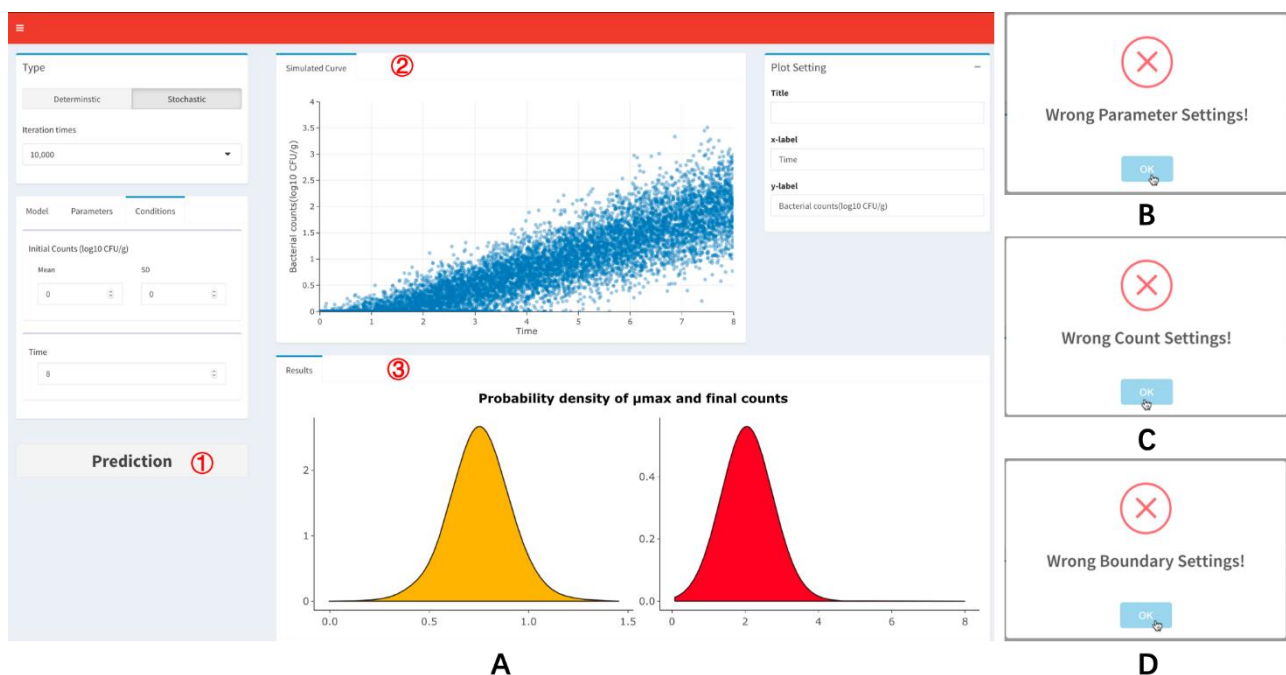 ≡
Type
Determinstic Stochastic
Iteration times
10,000
Model Parameters Conditions
Initial Counts (log10 CFU/g)
Mean SD
0 0
Time
8
Prediction ①
Simulated Curve ②
Bacterial counts(log10 CFU/g)
4
3.5
3
2.5
2
1.5
1
0.5
0
0 1 2 3 4 5 6 7 8
Time
Plot Setting −
Title
x-label
Time
y-label
Bacterial counts(log10 CFU/g)
Results ③
Probability density of μmax and final counts
2
1
0
0.0 0.5 1.0 1.5
0.4
0.2
0.0
0 2 4 6 8
A
Wrong Parameter Settings!
OK
B
Wrong Count Settings!
OK
C
Wrong Boundary Settings!
OK
D